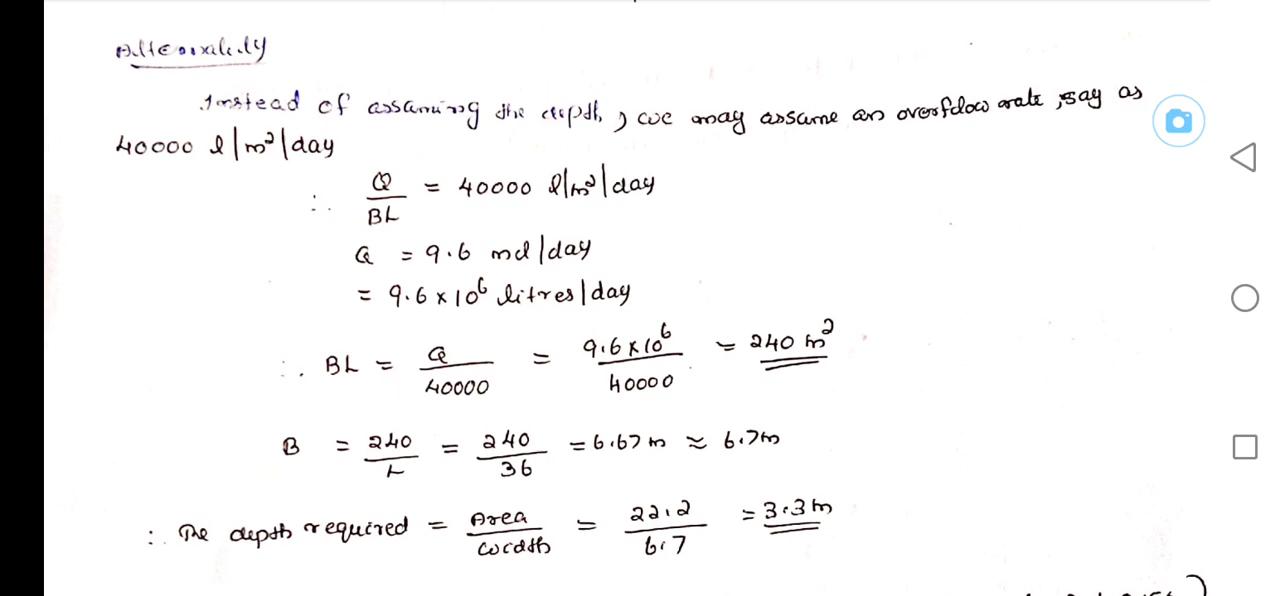 Alternatively
Instead of assuming the depth, we may assume an overflow rate, say as
40000 l/m²/day
∴ Q/BL = 40000 l/m²/day
Q = 9.6 ml/day
= 9.6 x 10⁶ litres/day
∴ BL = Q/40000 = 9.6 x 10⁶/40000 = 240 m²
B = 240/L = 240/36 = 6.67m ≈ 6.7m
∴ The depth required = Area/width = 22.2/6.7 = 3.3m